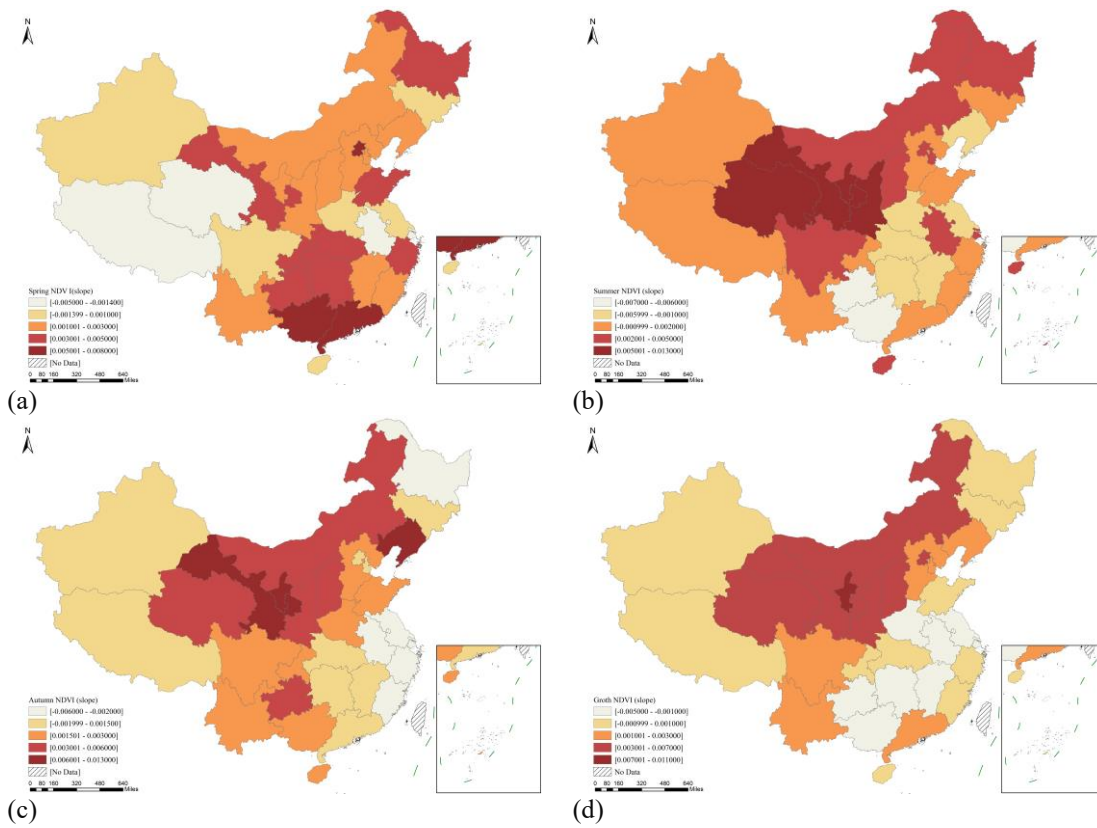 N
Spring NDV I(slope)
[-0.005000 - -0.001400]
[-0.001399 - 0.001000]
[0.001001 - 0.003000]
[0.003001 - 0.005000]
[0.005001 - 0.008000]
[No Data]
0 80 160 320 480 640
Miles
(a)
N
Summer NDVI (slope)
[-0.007000 - -0.006000]
[-0.005999 - -0.001000]
[-0.000999 - 0.002000]
[0.002001 - 0.005000]
[0.005001 - 0.013000]
No Data
0 80 160 320 480 640
Miles
(b)
N
Autumn NDVI (slope)
[-0.006000 - -0.002000]
[-0.001999 - 0.001500]
[0.001501 - 0.003000]
[0.003001 - 0.006000]
[0.006001 - 0.013000]
[No Data]
0 80 160 320 480 640
Miles
(c)
N
Groth NDVI (slope)
[-0.005000 - -0.001000]
[-0.000999 - 0.001000]
[0.001001 - 0.003000]
[0.003001 - 0.007000]
[0.007001 - 0.011000]
No Data
0 80 160 320 480 640
Miles
(d)